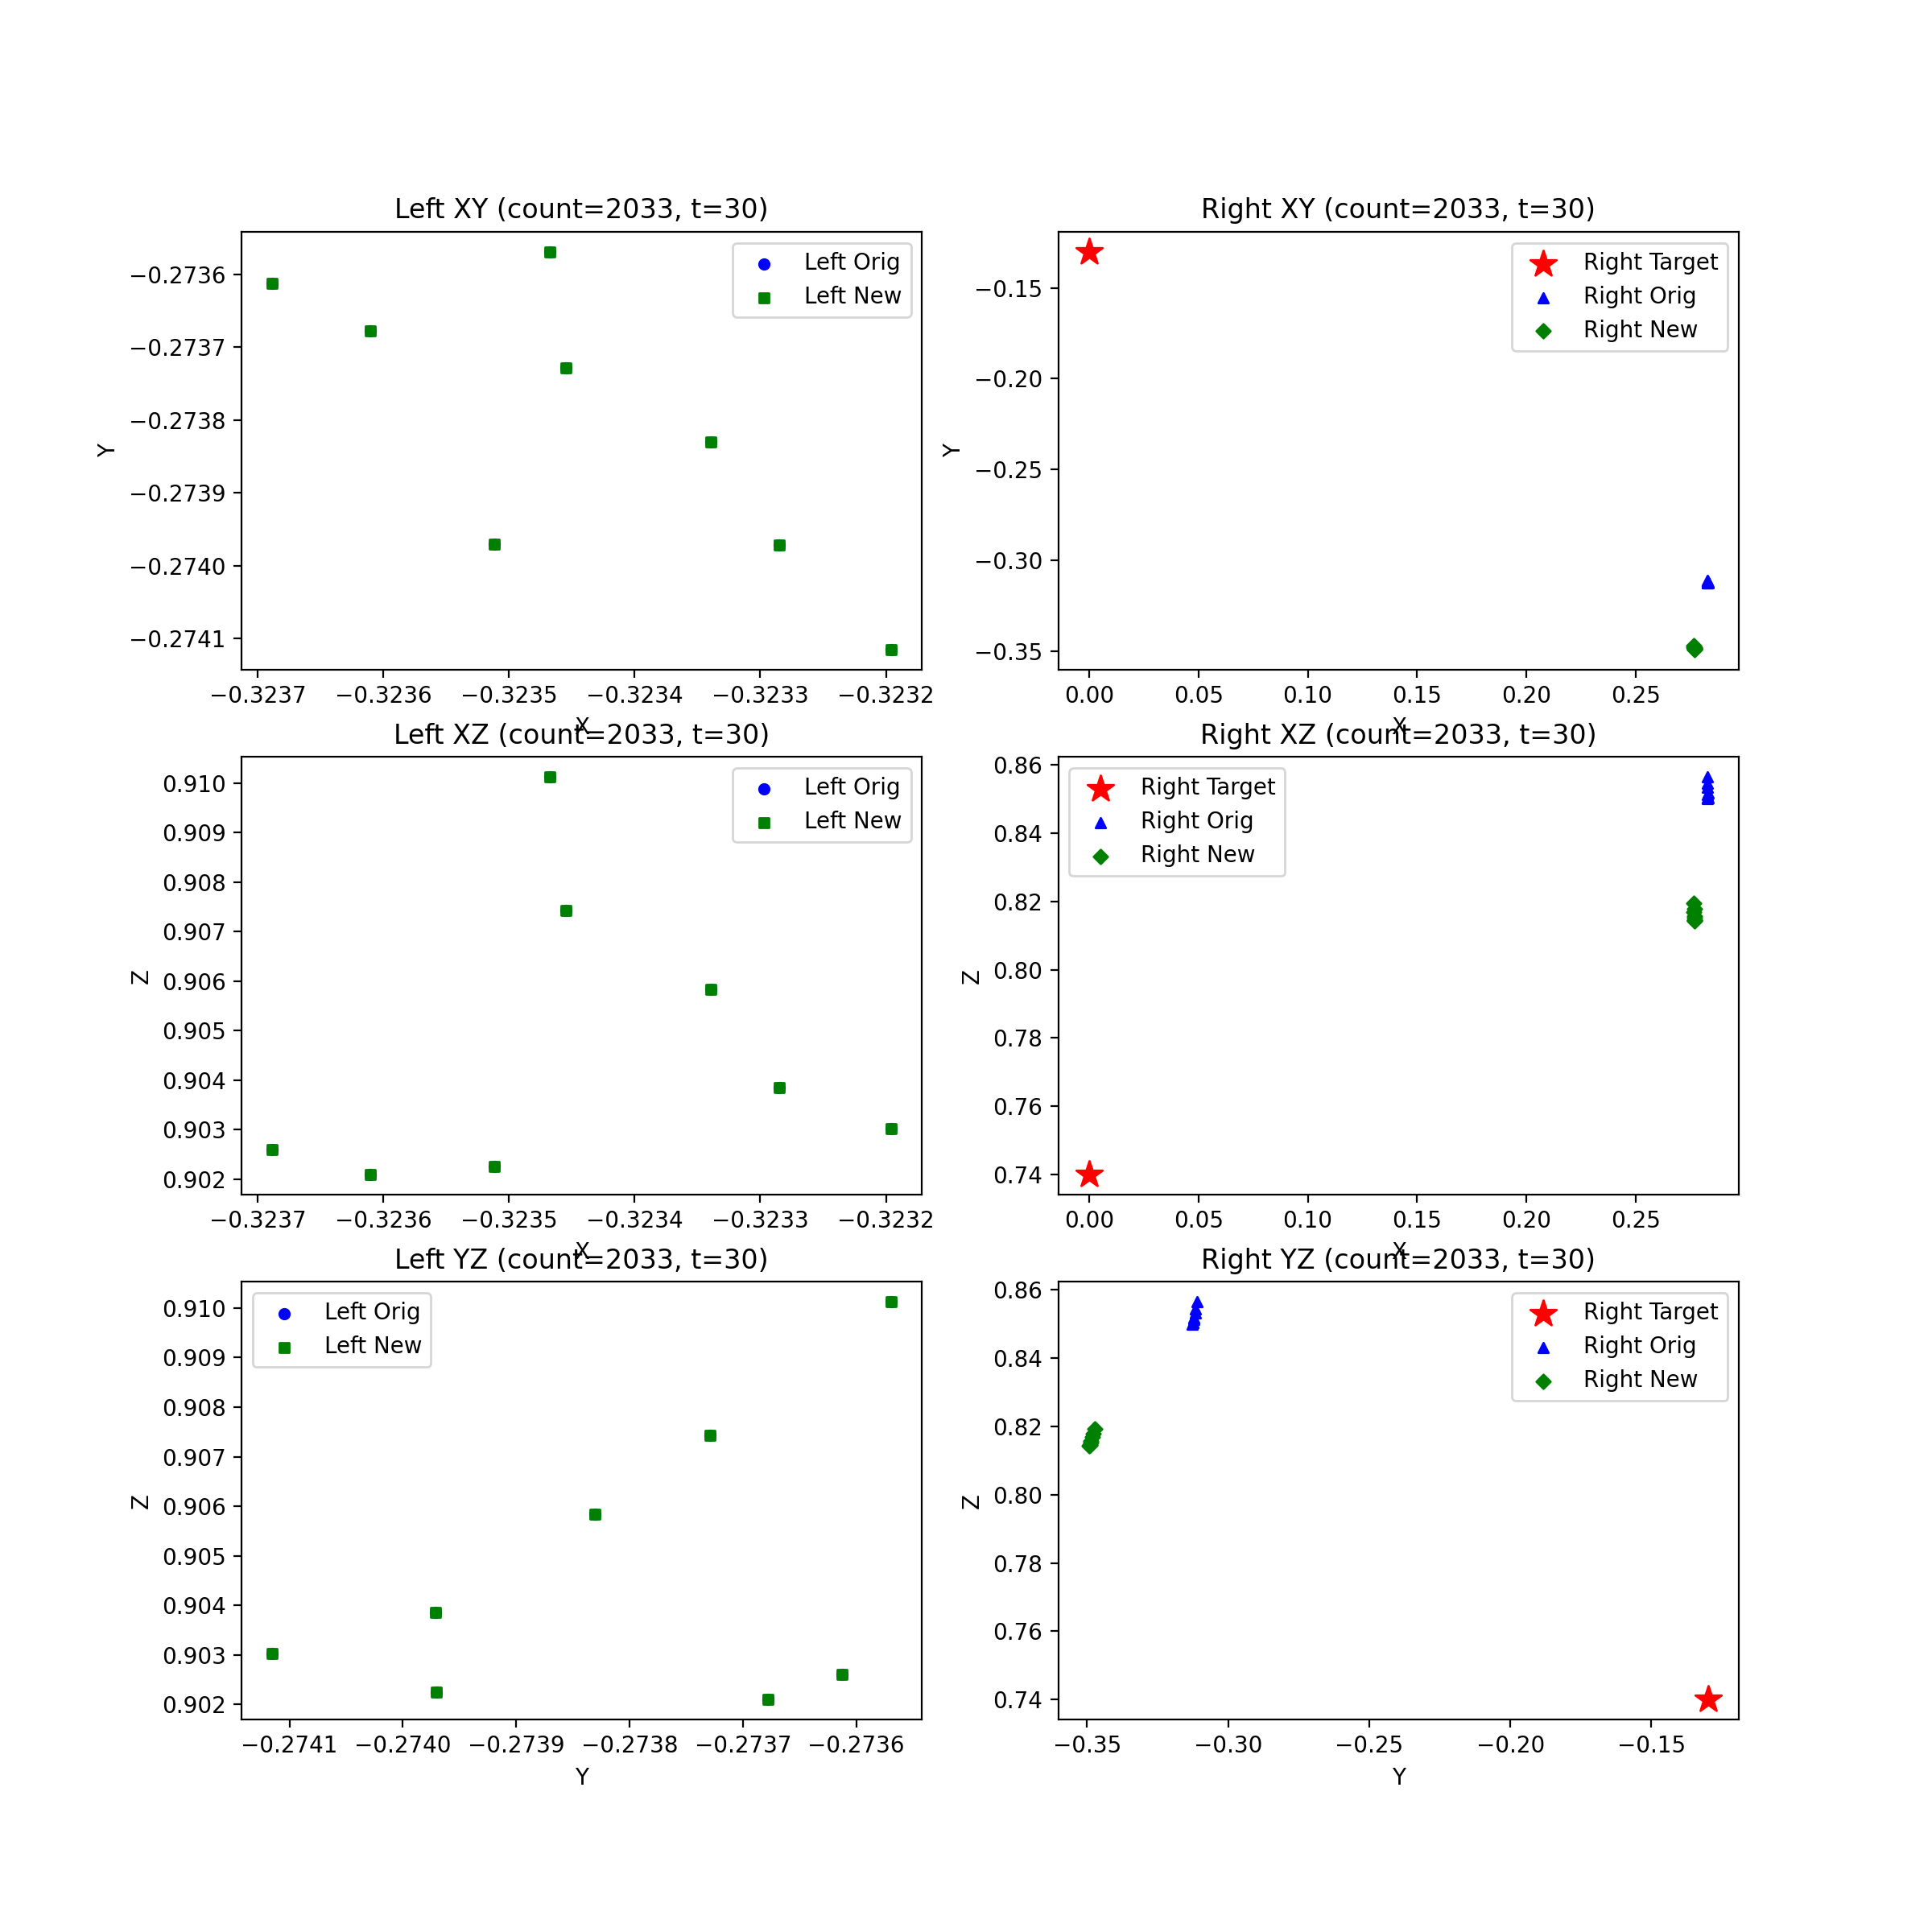 Left XY (count=2033, t=30)
Y
−0.2736
−0.2737
−0.2738
−0.2739
−0.2740
−0.2741
Left Orig
Left New
−0.3237 −0.3236 −0.3235 −0.3234 −0.3233 −0.3232
X
Right XY (count=2033, t=30)
Y
−0.15
−0.20
−0.25
−0.30
−0.35
Right Target
Right Orig
Right New
0.00 0.05 0.10 0.15 0.20 0.25
X
Left XZ (count=2033, t=30)
Z
0.910
0.909
0.908
0.907
0.906
0.905
0.904
0.903
0.902
Left Orig
Left New
−0.3237 −0.3236 −0.3235 −0.3234 −0.3233 −0.3232
X
Right XZ (count=2033, t=30)
Z
0.86
0.84
0.82
0.80
0.78
0.76
0.74
Right Target
Right Orig
Right New
0.00 0.05 0.10 0.15 0.20 0.25
X
Left YZ (count=2033, t=30)
Z
0.910
0.909
0.908
0.907
0.906
0.905
0.904
0.903
0.902
Left Orig
Left New
−0.2741 −0.2740 −0.2739 −0.2738 −0.2737 −0.2736
Y
Right YZ (count=2033, t=30)
Z
0.86
0.84
0.82
0.80
0.78
0.76
0.74
Right Target
Right Orig
Right New
−0.35 −0.30 −0.25 −0.20 −0.15
Y